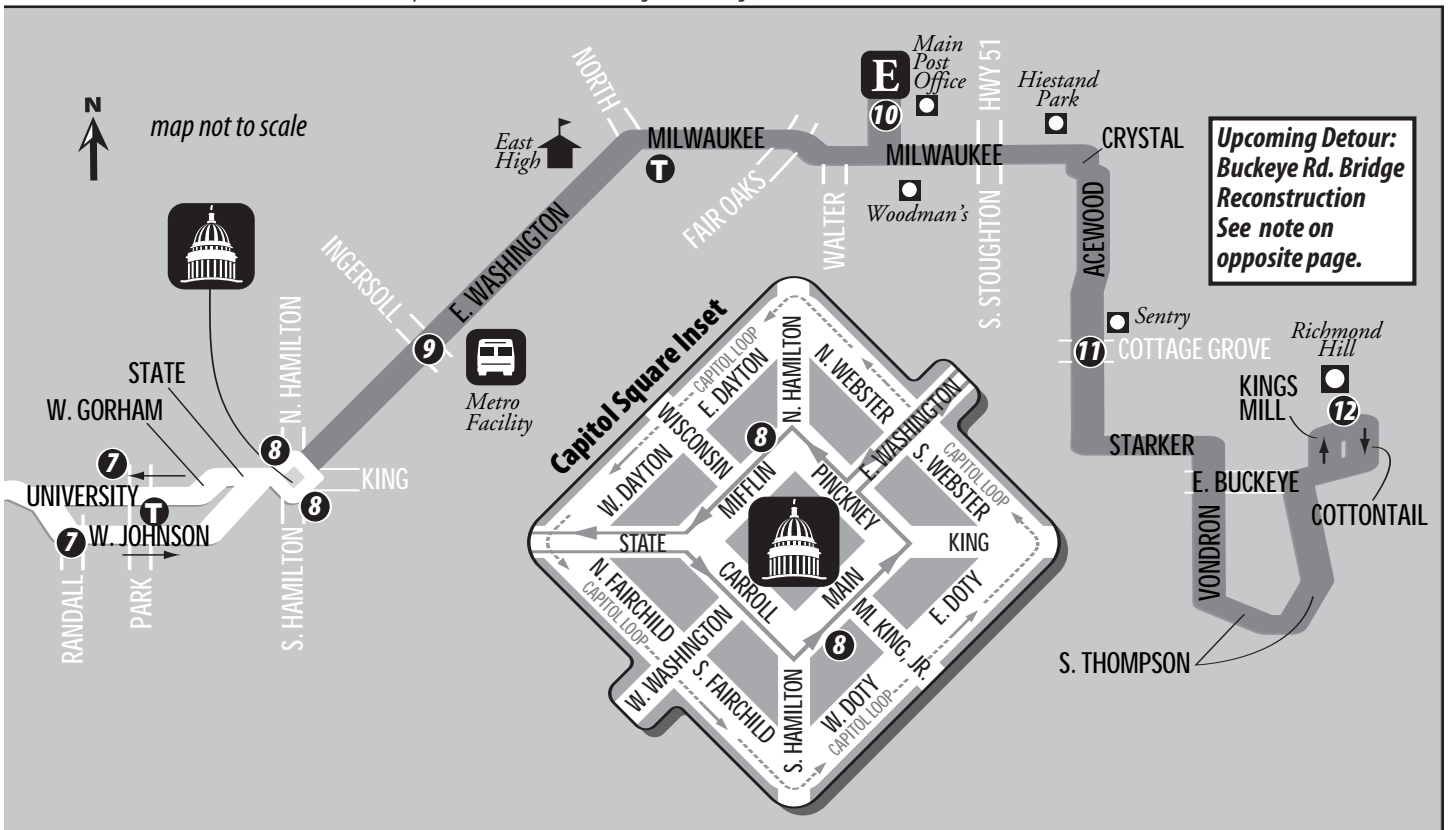 N
map not to scale
NORTH
East
High
MILWAUKEE
T
FAIR OAKS
WALTER
E
10
Main
Post
Office
MILWAUKEE
Woodman's
HWY 51
S. STOUGHTON
Hiestand
Park
CRYSTAL
ACEWOOD
Upcoming Detour:
Buckeye Rd. Bridge
Reconstruction
See note on
opposite page.
Sentry
11
COTTAGE GROVE
Richmond
Hill
KINGS
MILL
12
STARKER
E. BUCKEYE
COTTONTAIL
VONDRON
S. THOMPSON
E. WASHINGTON
INGERSOLL
9
Metro
Facility
N. HAMILTON
STATE
W. GORHAM
8
7
KING
UNIVERSITY
T
8
7
W. JOHNSON
RANDALL
PARK
S. HAMILTON
Capitol Square Inset
CAPITOL LOOP
E. DAYTON
N. HAMILTON
N. WEBSTER
WISCONSIN
8
E. WASHINGTON
W. DAYTON
MIFFLIN
PINCKNEY
S. WEBSTER
CAPITOL LOOP
STATE
KING
N. FAIRCHILD
CARROLL
MAIN
E. DOTY
CAPITOL LOOP
W. WASHINGTON
8
ML KING, JR.
S. FAIRCHILD
S. HAMILTON
W. DOTY
CAPITOL LOOP